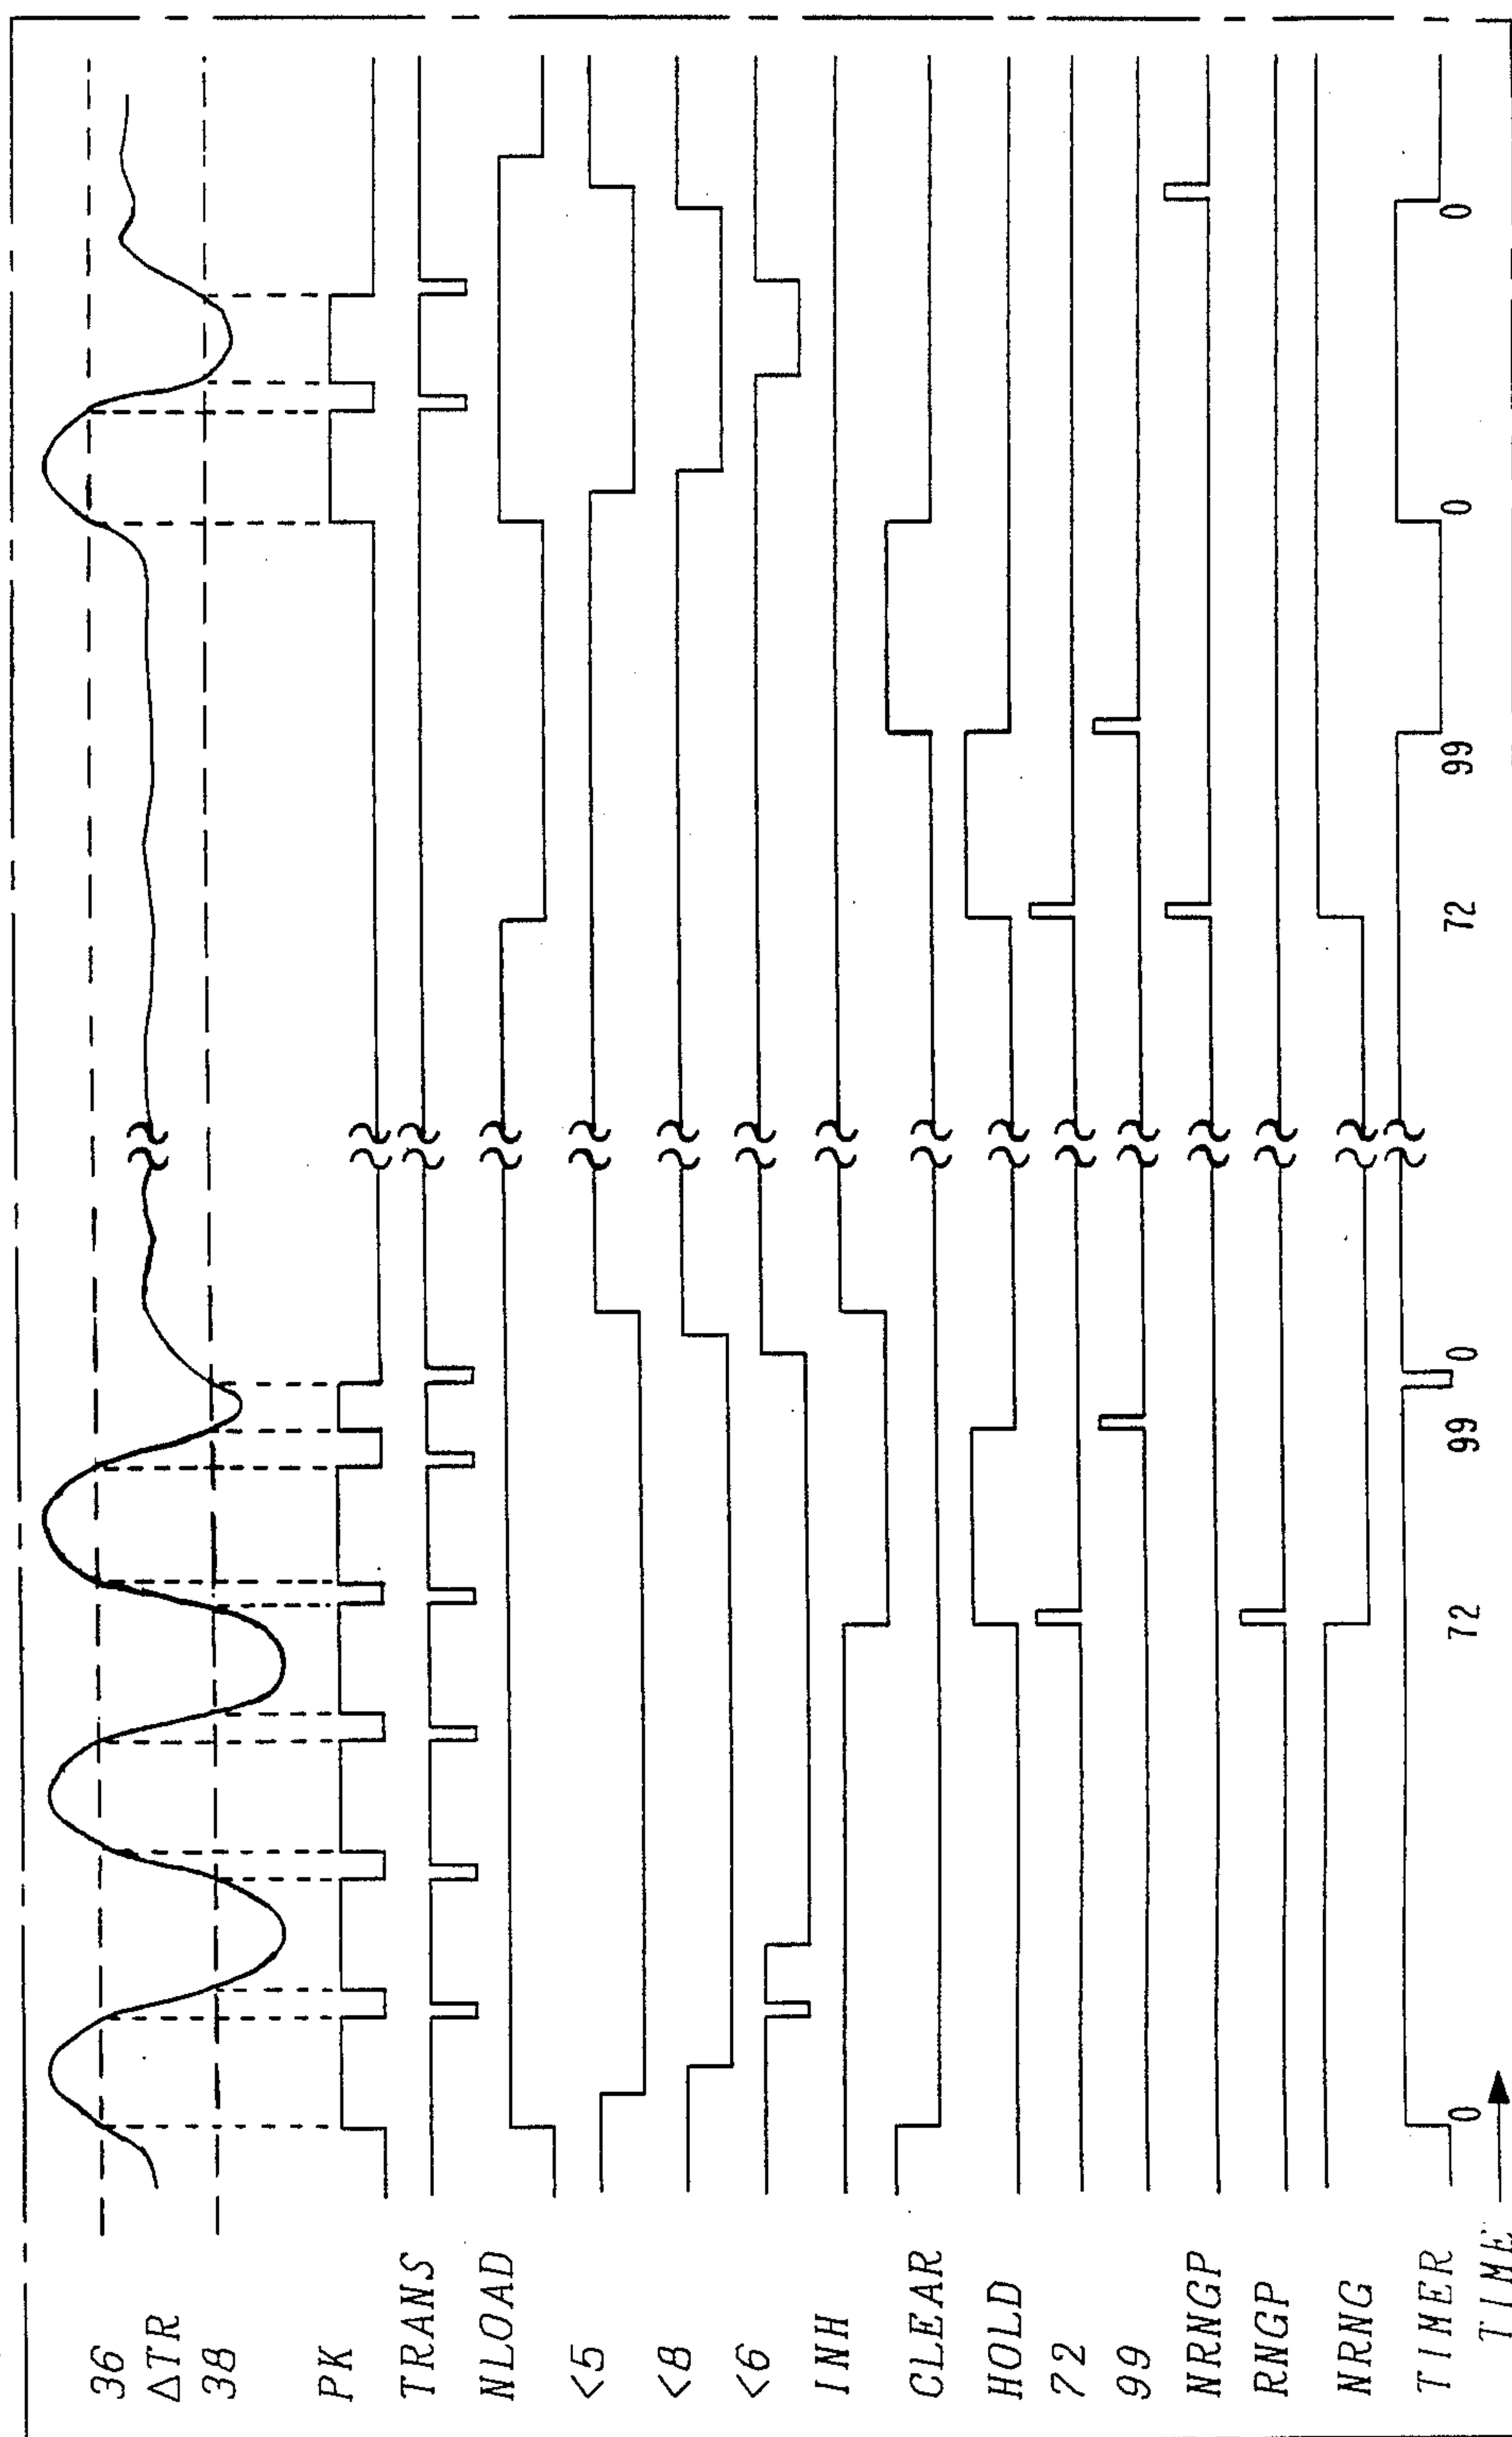 36
ΔTR
38
PK
TRANS
NLOAD
<5
<8
<6
INH
CLEAR
HOLD
72
99
NRNGP
RNGP
NRNG
TIMER
0 72 99 0 72 99 0 0
TIME